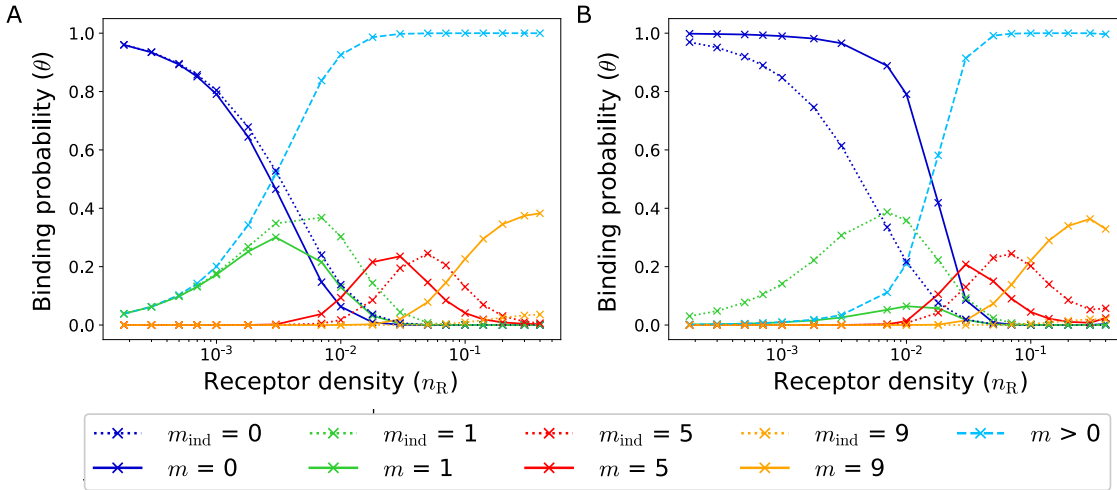 A
B
Binding probability (θ)
1.0
0.8
0.6
0.4
0.2
0.0
10⁻³
10⁻²
10⁻¹
Receptor density (n_R)
Binding probability (θ)
1.0
0.8
0.6
0.4
0.2
0.0
10⁻³
10⁻²
10⁻¹
Receptor density (n_R)
m_ind = 0
m_ind = 1
m_ind = 5
m_ind = 9
m > 0
m = 0
m = 1
m = 5
m = 9